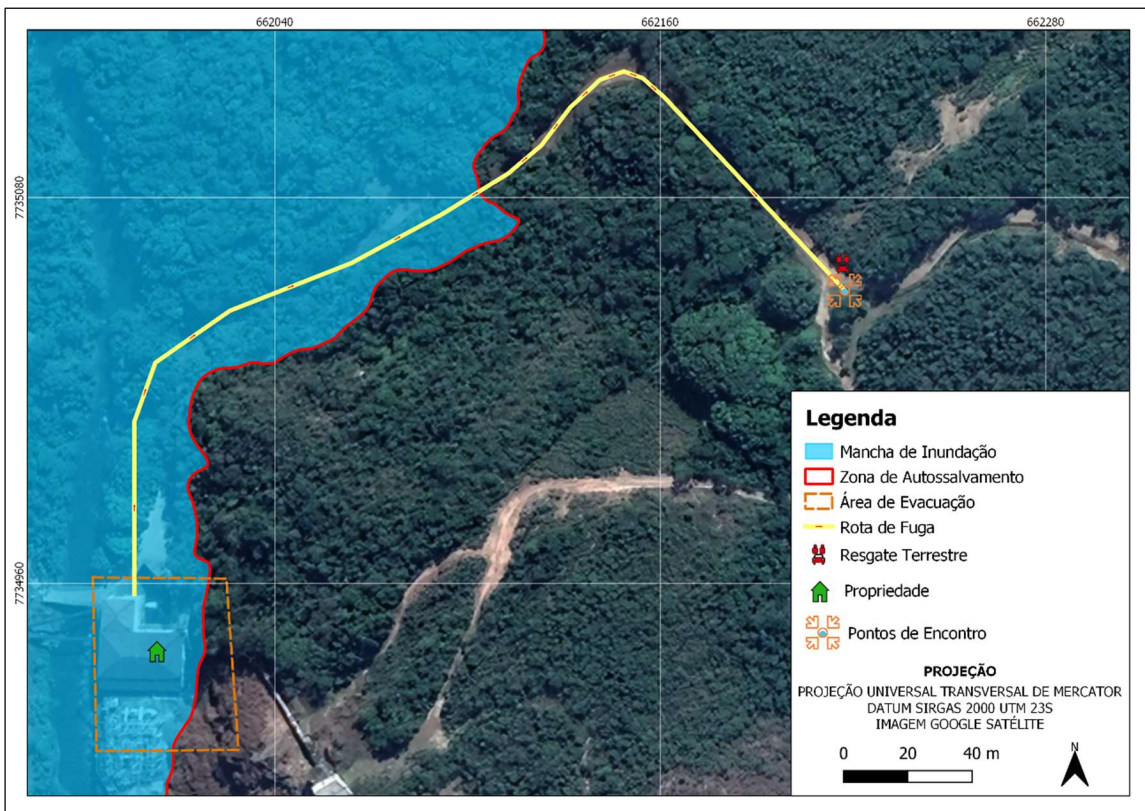 662040
662160
662280
7735080
7734960
Legenda
Mancha de Inundação
Zona de Autossalvamento
Área de Evacuação
Rota de Fuga
Resgate Terrestre
Propriedade
Pontos de Encontro
PROJEÇÃO
PROJEÇÃO UNIVERSAL TRANSVERSAL DE MERCATOR
DATUM SIRGAS 2000 UTM 23S
IMAGEM GOOGLE SATÉLITE
0 20 40 m
N